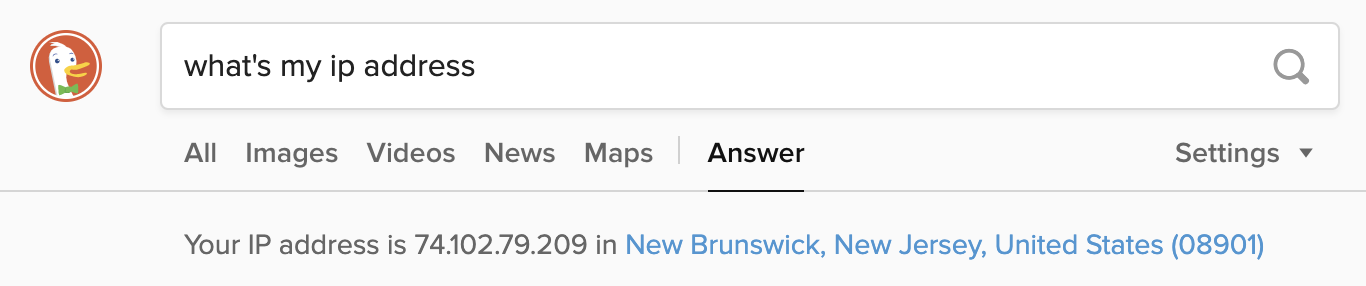 what's my ip address
All Images Videos News Maps Answer Settings
Your IP address is 74.102.79.209 in New Brunswick, New Jersey, United States (08901)